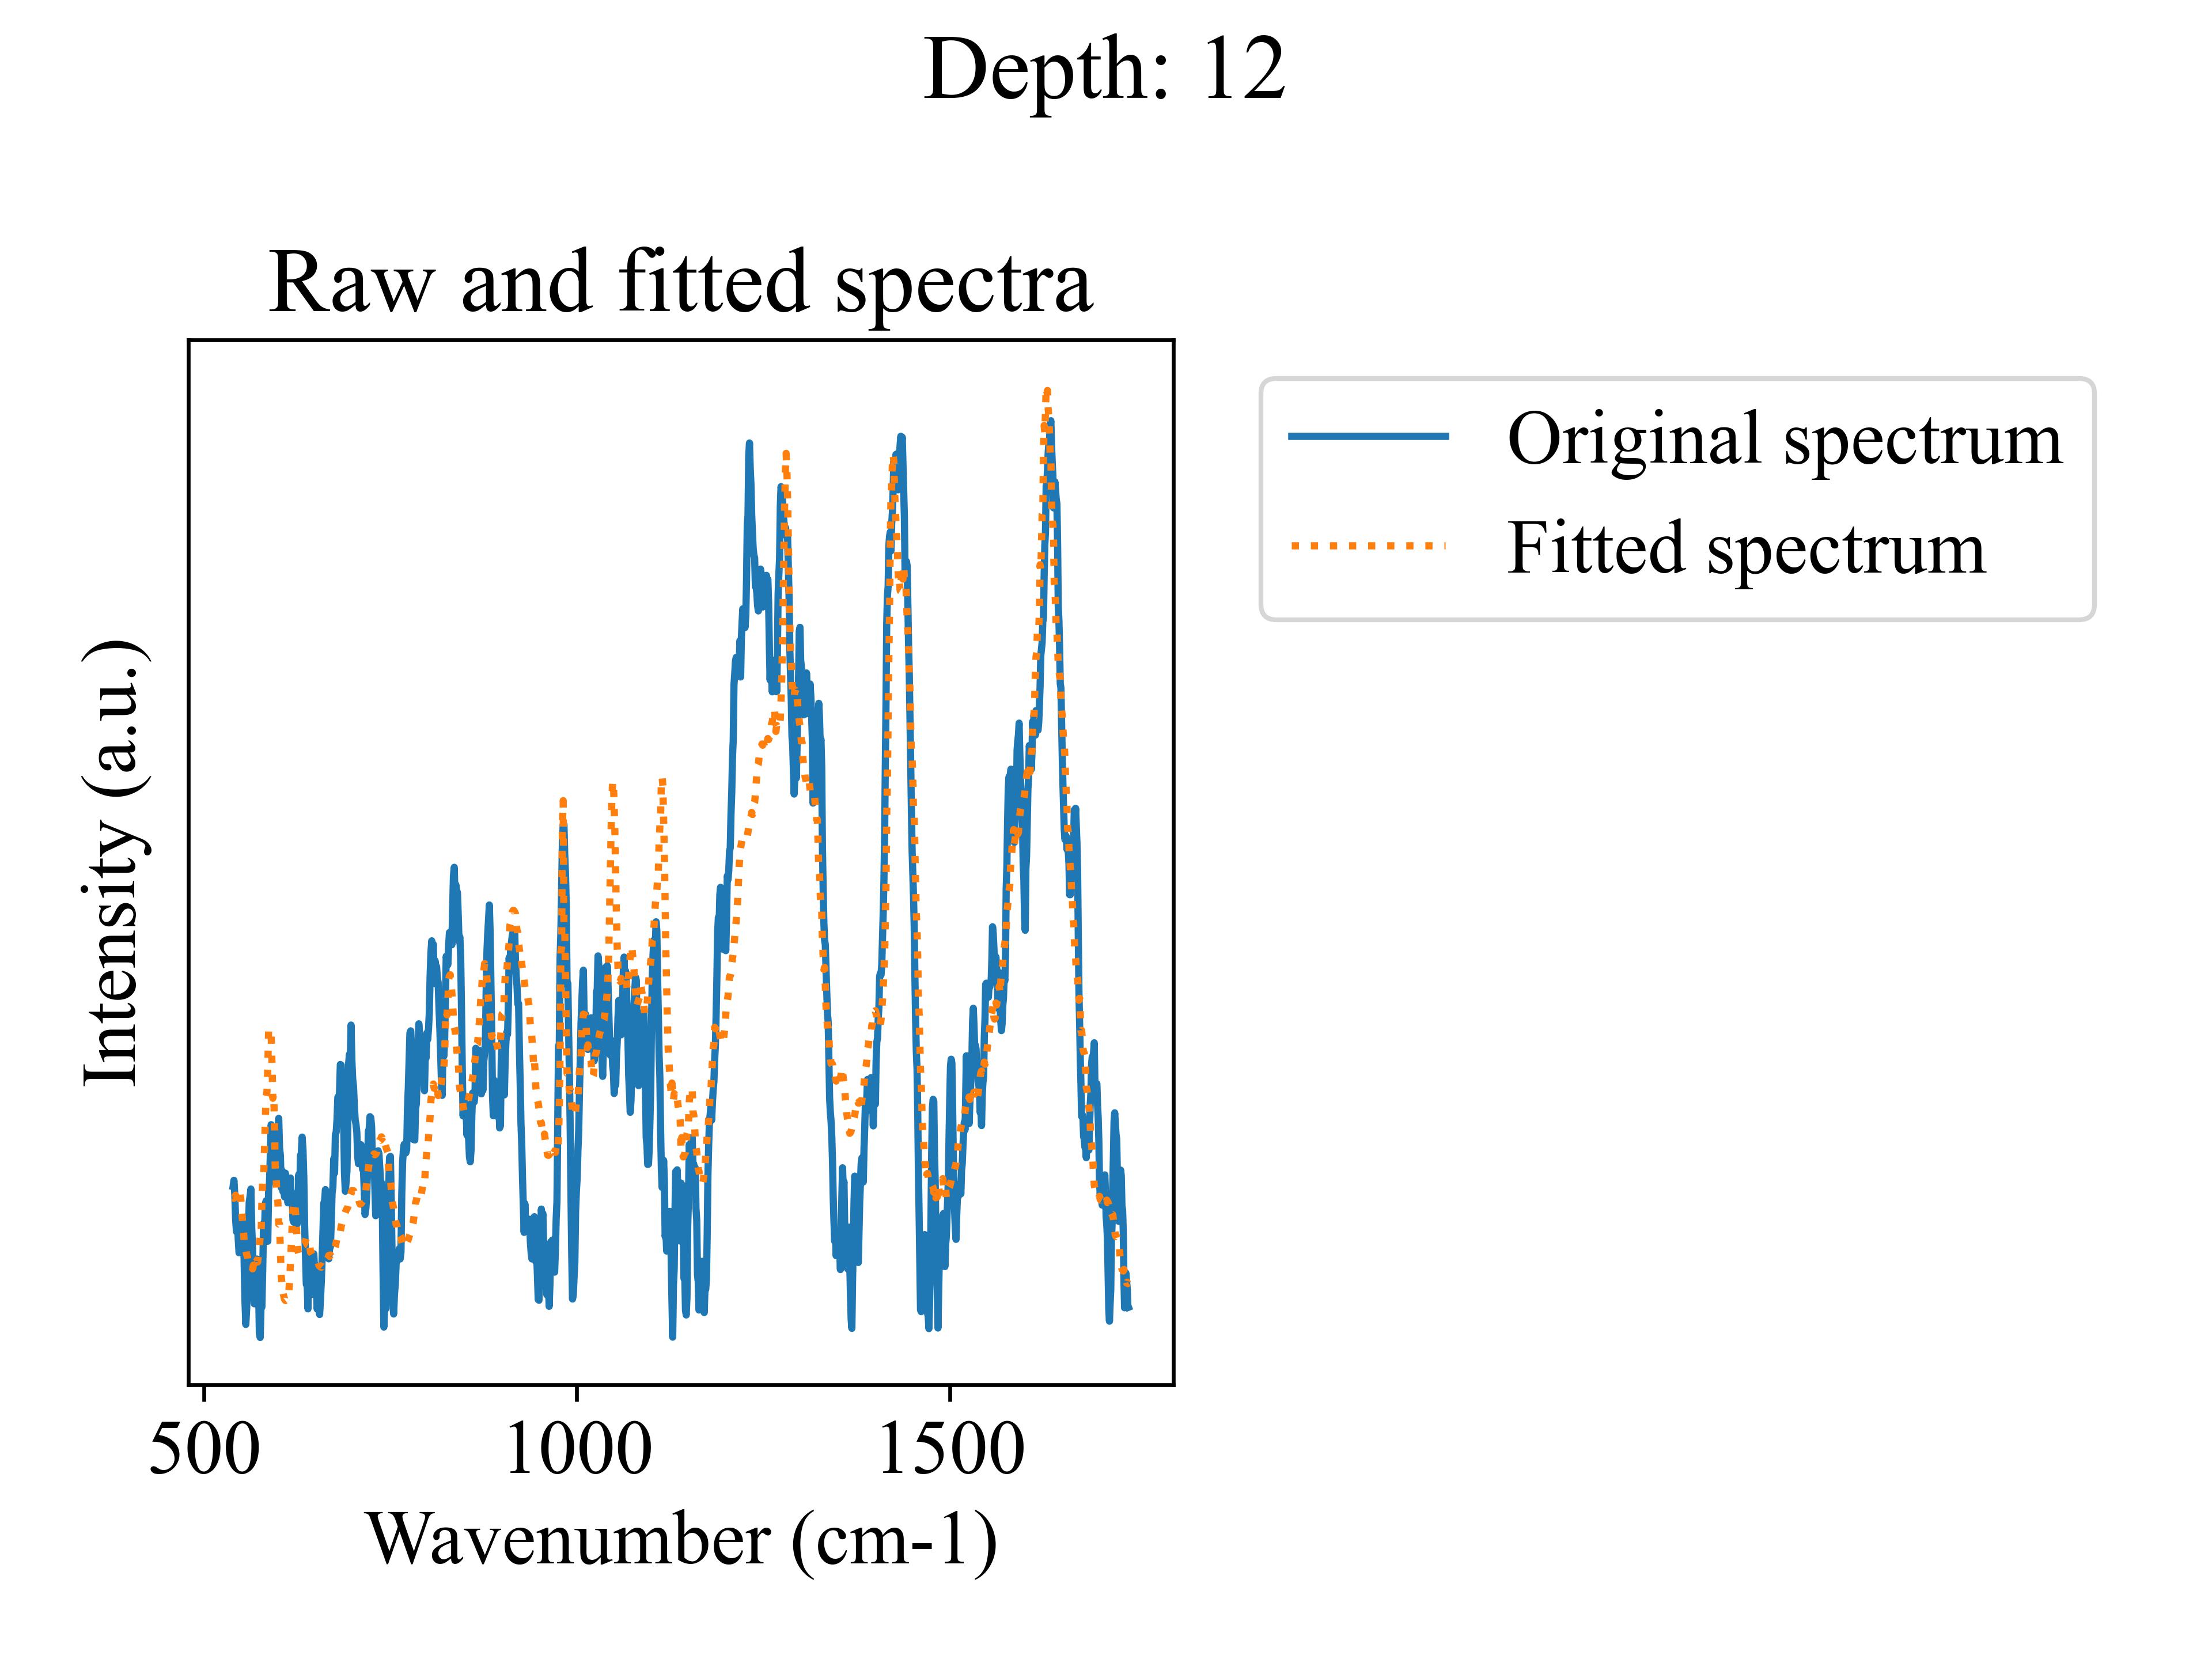 Depth: 12
Raw and fitted spectra
Intensity (a.u.)
Original spectrum
Fitted spectrum
500
1000
1500
Wavenumber (cm-1)